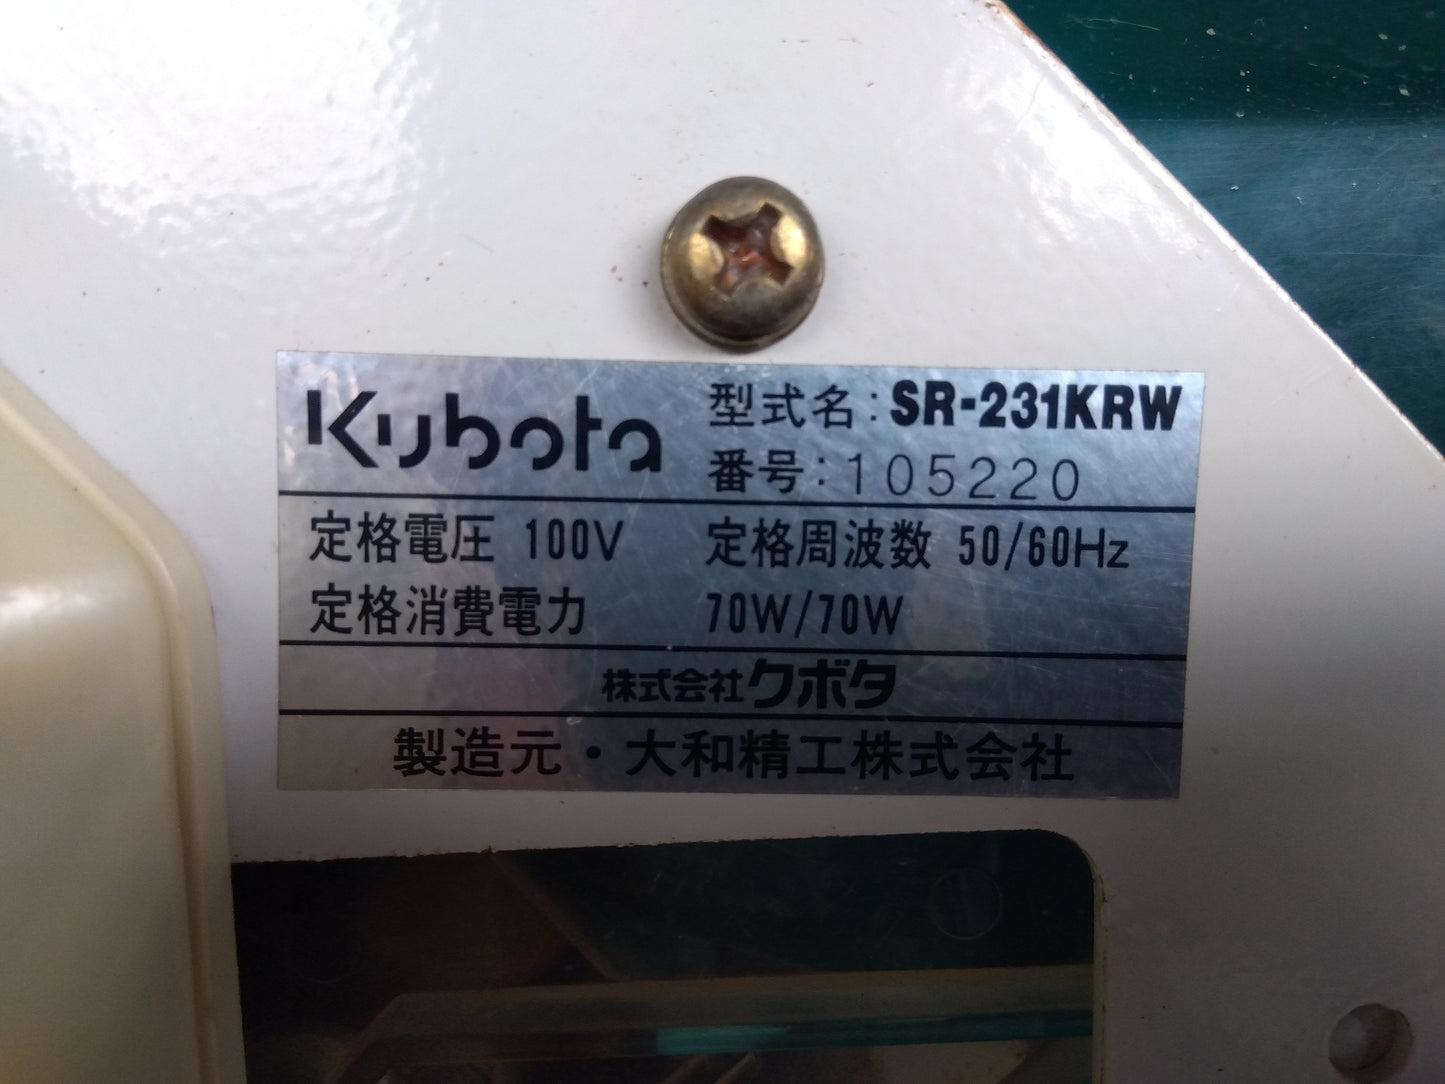 Kubota 型式名:SR-231KRW
番号:105220
定格電圧 100V 定格周波数 50/60Hz
定格消費電力 70W/70W
株式会社クボタ
製造元・大和精工株式会社